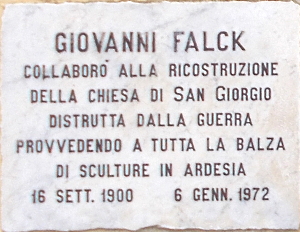 GIOVANNI FALCK
COLLABORÒ ALLA RICOSTRUZIONE
DELLA CHIESA DI SAN GIORGIO
DISTRUTTA DALLA GUERRA
PROVVEDENDO A TUTTA LA BALZA
DI SCULTURE IN ARDESIA
16 SETT. 1900 6 GENN. 1972